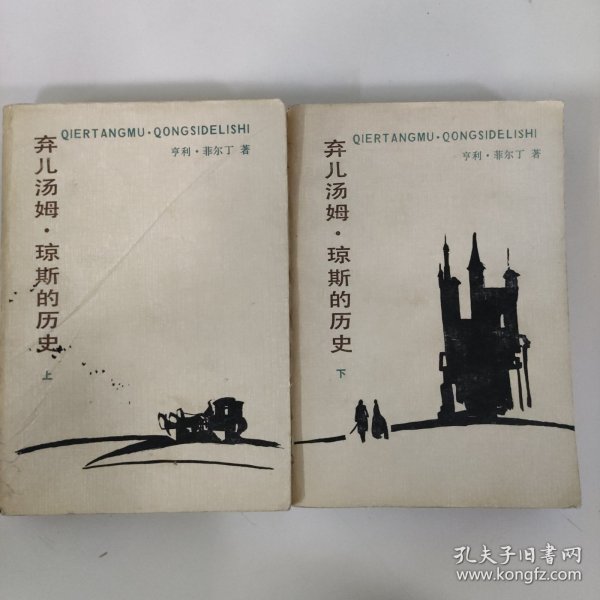 QIERTANGMU·QONGSIDELISHI
亨利·菲尔丁 著
弃儿汤姆·琼斯的历史
上
QIERTANGMU·QONGSIDELISHI
亨利·菲尔丁 著
弃儿汤姆·琼斯的历史
下
孔夫子旧书网
www.kongfz.com